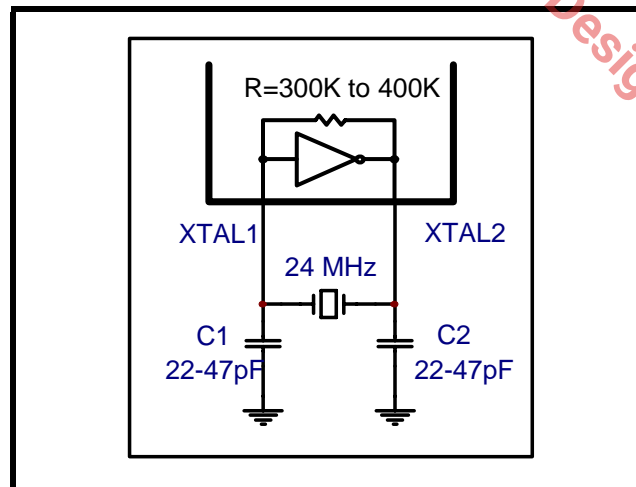 R=300K to 400K
XTAL1
XTAL2
24 MHz
C1
22-47pF
C2
22-47pF